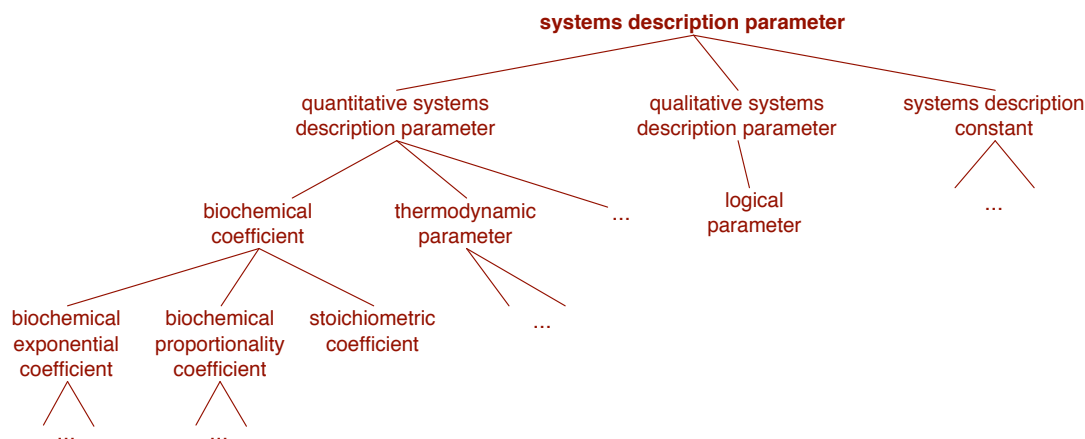 systems description parameter
quantitative systems
description parameter
qualitative systems
description parameter
systems description
constant
biochemical
coefficient
thermodynamic
parameter
...
logical
parameter
...
biochemical
exponential
coefficient
biochemical
proportionality
coefficient
stoichiometric
coefficient
...
...
...